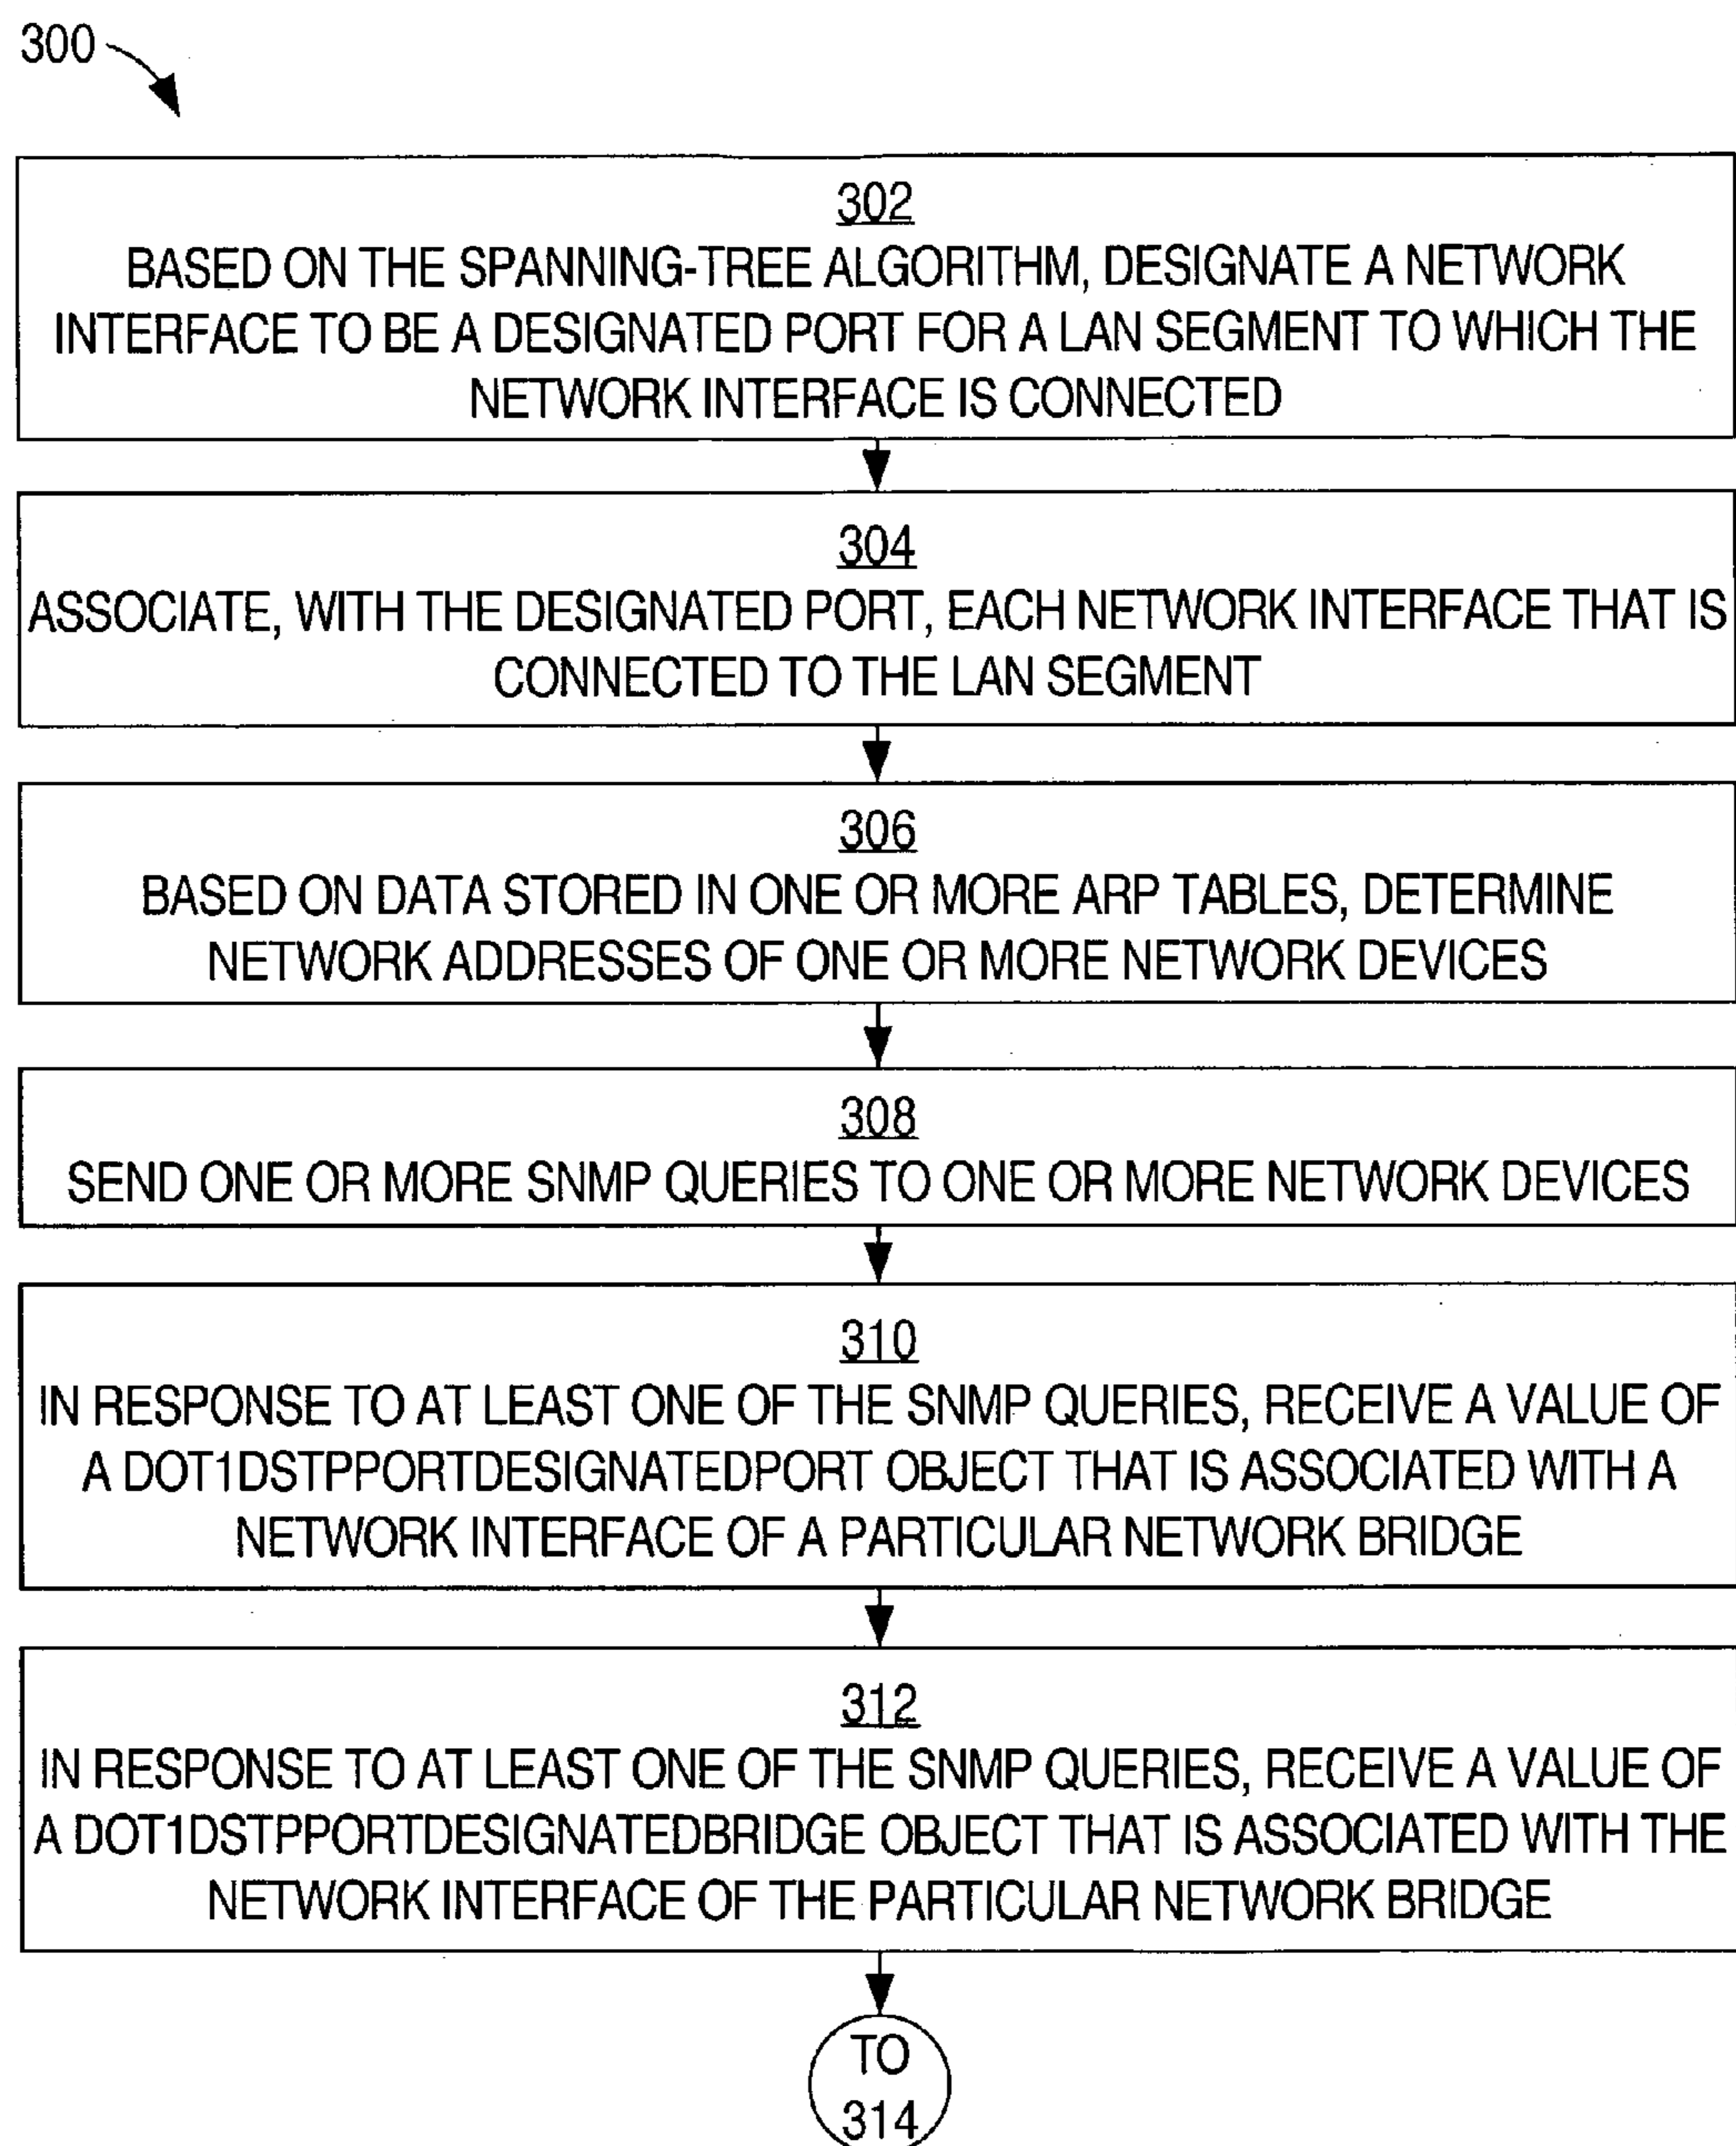 300
302
BASED ON THE SPANNING-TREE ALGORITHM, DESIGNATE A NETWORK
INTERFACE TO BE A DESIGNATED PORT FOR A LAN SEGMENT TO WHICH THE
NETWORK INTERFACE IS CONNECTED
304
ASSOCIATE, WITH THE DESIGNATED PORT, EACH NETWORK INTERFACE THAT IS
CONNECTED TO THE LAN SEGMENT
306
BASED ON DATA STORED IN ONE OR MORE ARP TABLES, DETERMINE
NETWORK ADDRESSES OF ONE OR MORE NETWORK DEVICES
308
SEND ONE OR MORE SNMP QUERIES TO ONE OR MORE NETWORK DEVICES
310
IN RESPONSE TO AT LEAST ONE OF THE SNMP QUERIES, RECEIVE A VALUE OF
A DOT1DSTPPORTDESIGNATEDPORT OBJECT THAT IS ASSOCIATED WITH A
NETWORK INTERFACE OF A PARTICULAR NETWORK BRIDGE
312
IN RESPONSE TO AT LEAST ONE OF THE SNMP QUERIES, RECEIVE A VALUE OF
A DOT1DSTPPORTDESIGNATEDBRIDGE OBJECT THAT IS ASSOCIATED WITH THE
NETWORK INTERFACE OF THE PARTICULAR NETWORK BRIDGE
TO
314